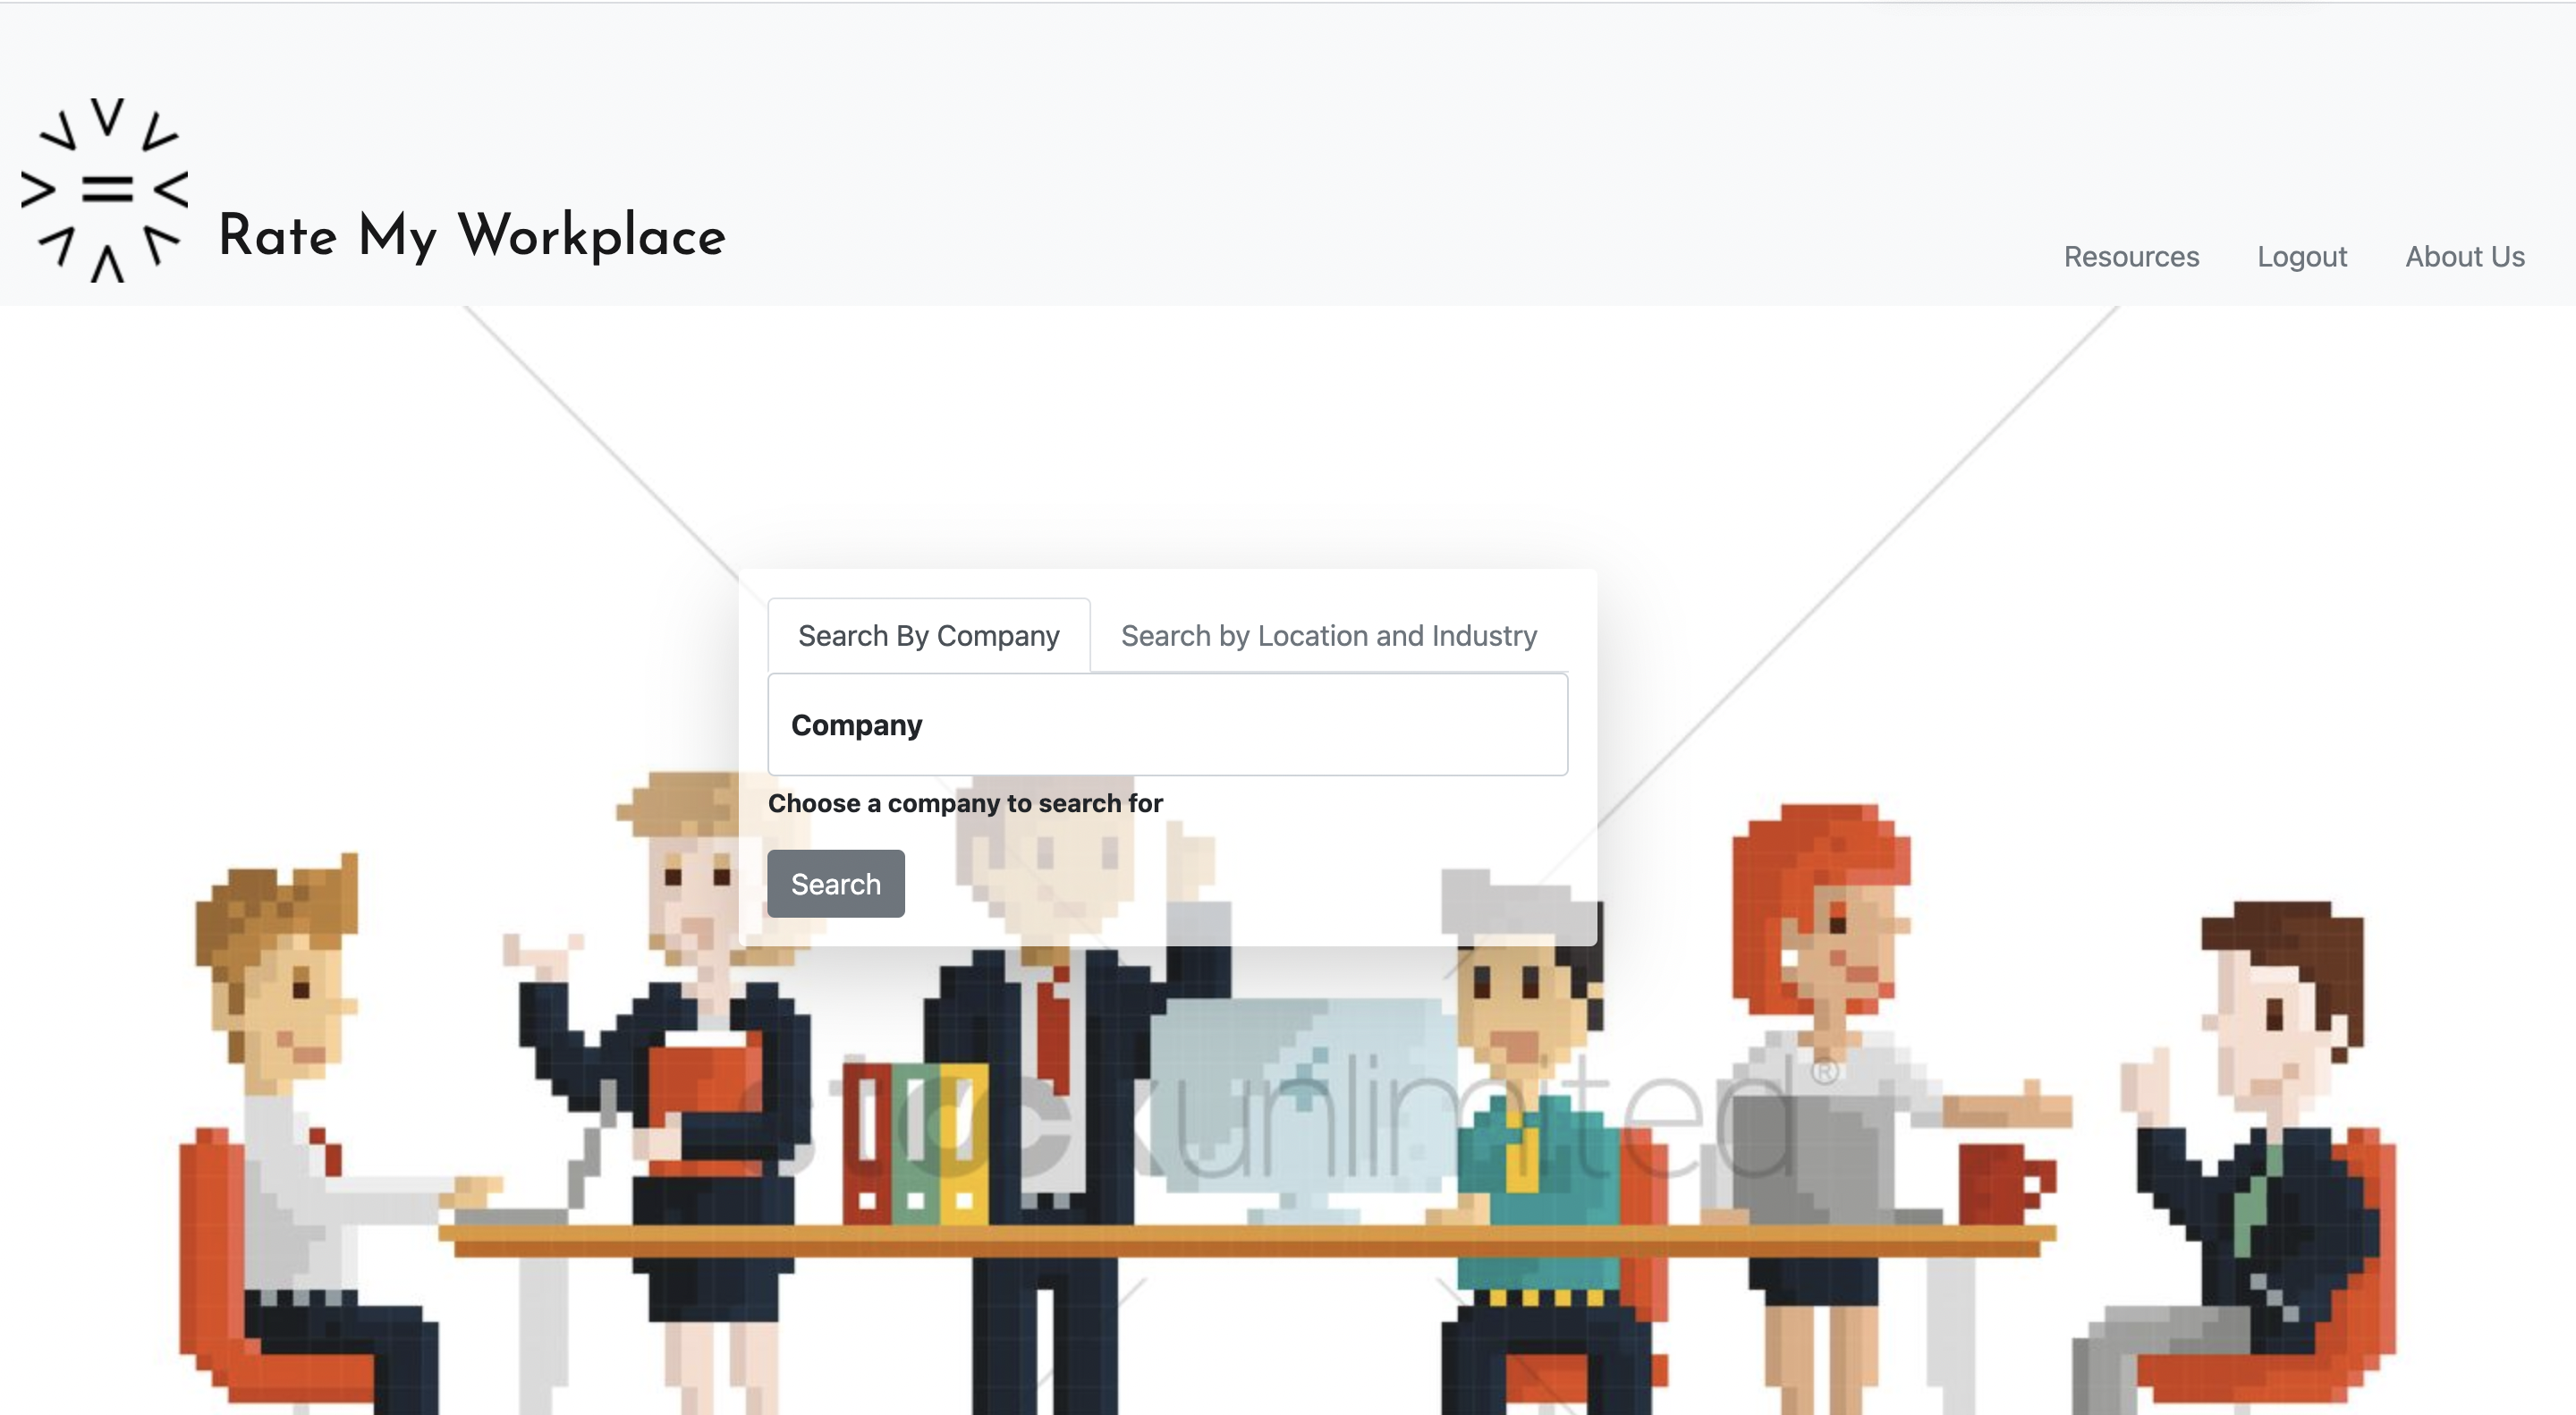 Rate My Workplace
Resources Logout About Us
Search By Company Search by Location and Industry
Company
Choose a company to search for
Search
stockunlimited®